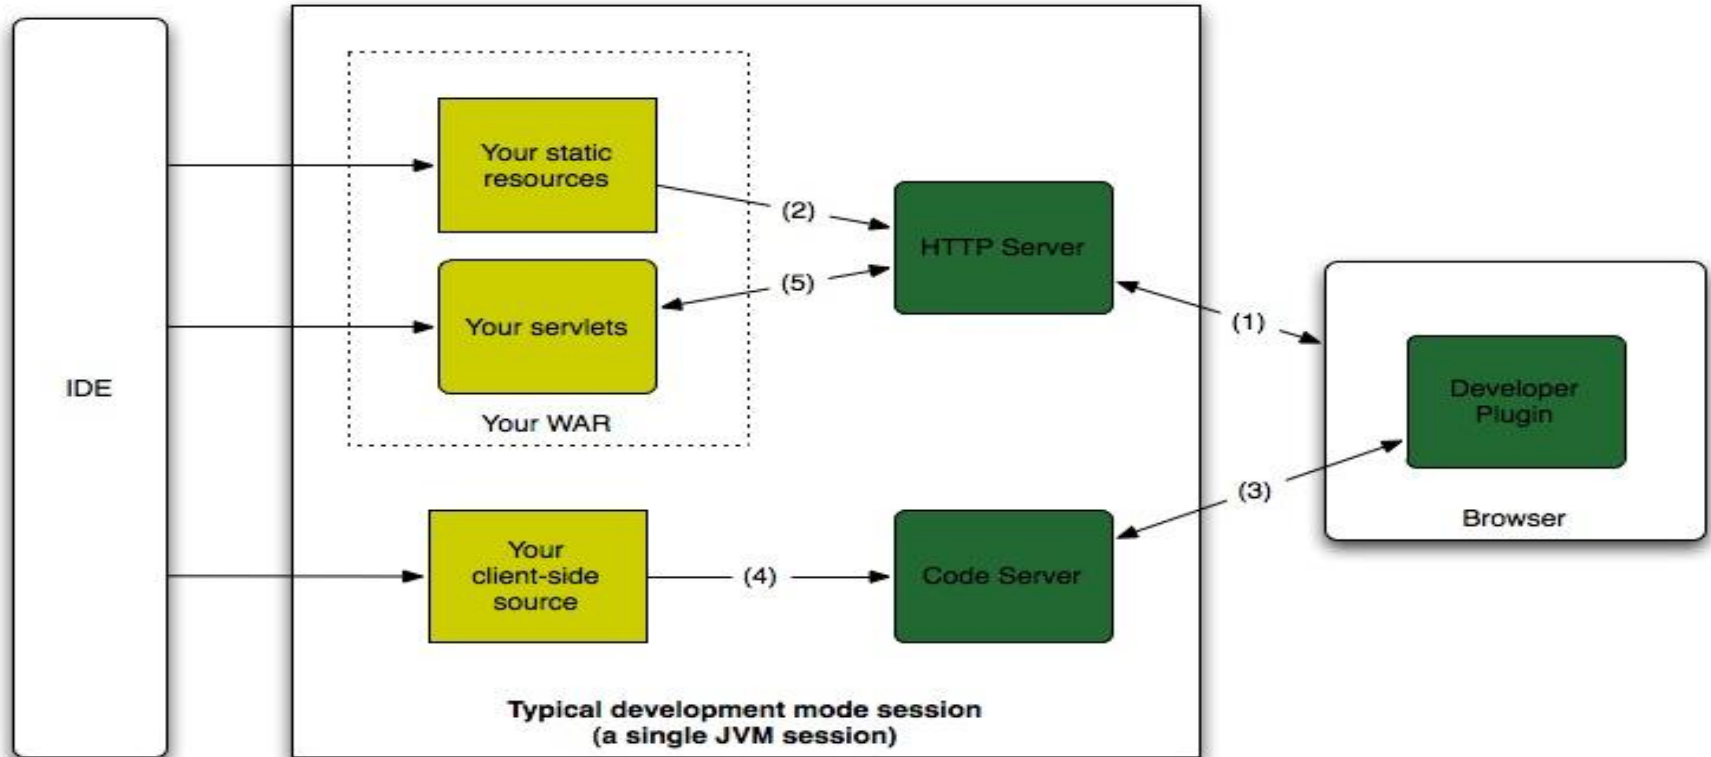 IDE
Your static
resources
(2)
HTTP Server
Your servlets
(5)
Your WAR
(1)
Developer
Plugin
Browser
(3)
Your
client-side
source
(4)
Code Server
Typical development mode session
(a single JVM session)